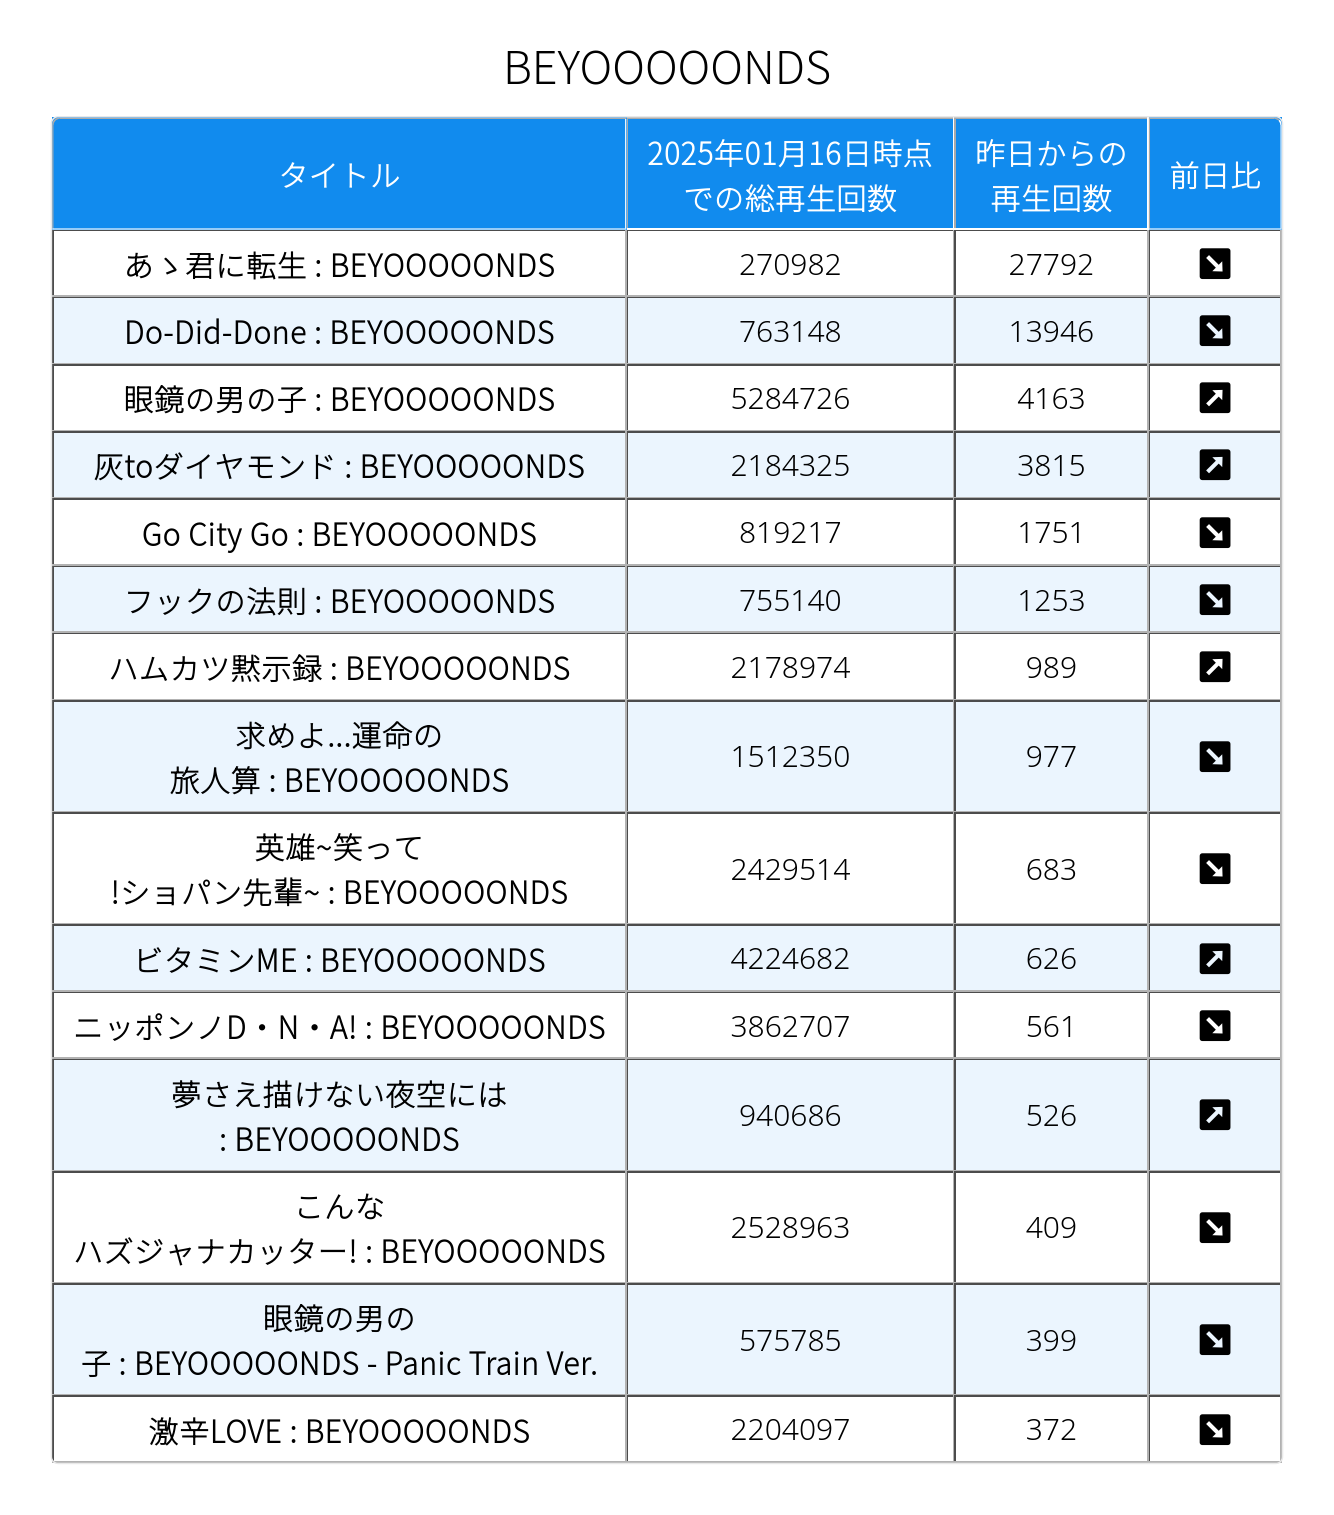 BEYOOOOONDS
タイトル
2025年01月16日時点
での総再生回数
昨日からの
再生回数
前日比
あゝ君に転生 : BEYOOOOONDS
270982
27792
Do-Did-Done : BEYOOOOONDS
763148
13946
眼鏡の男の子 : BEYOOOOONDS
5284726
4163
灰toダイヤモンド : BEYOOOOONDS
2184325
3815
Go City Go : BEYOOOOONDS
819217
1751
フックの法則 : BEYOOOOONDS
755140
1253
ハムカツ黙示録 : BEYOOOOONDS
2178974
989
求めよ...運命の
旅人算 : BEYOOOOONDS
1512350
977
英雄~笑って
!ショパン先輩~ : BEYOOOOONDS
2429514
683
ビタミンME : BEYOOOOONDS
4224682
626
ニッポンノD・N・A! : BEYOOOOONDS
3862707
561
夢さえ描けない夜空には
: BEYOOOOONDS
940686
526
こんな
ハズジャナカッター! : BEYOOOOONDS
2528963
409
眼鏡の男の
子 : BEYOOOOONDS - Panic Train Ver.
575785
399
激辛LOVE : BEYOOOOONDS
2204097
372